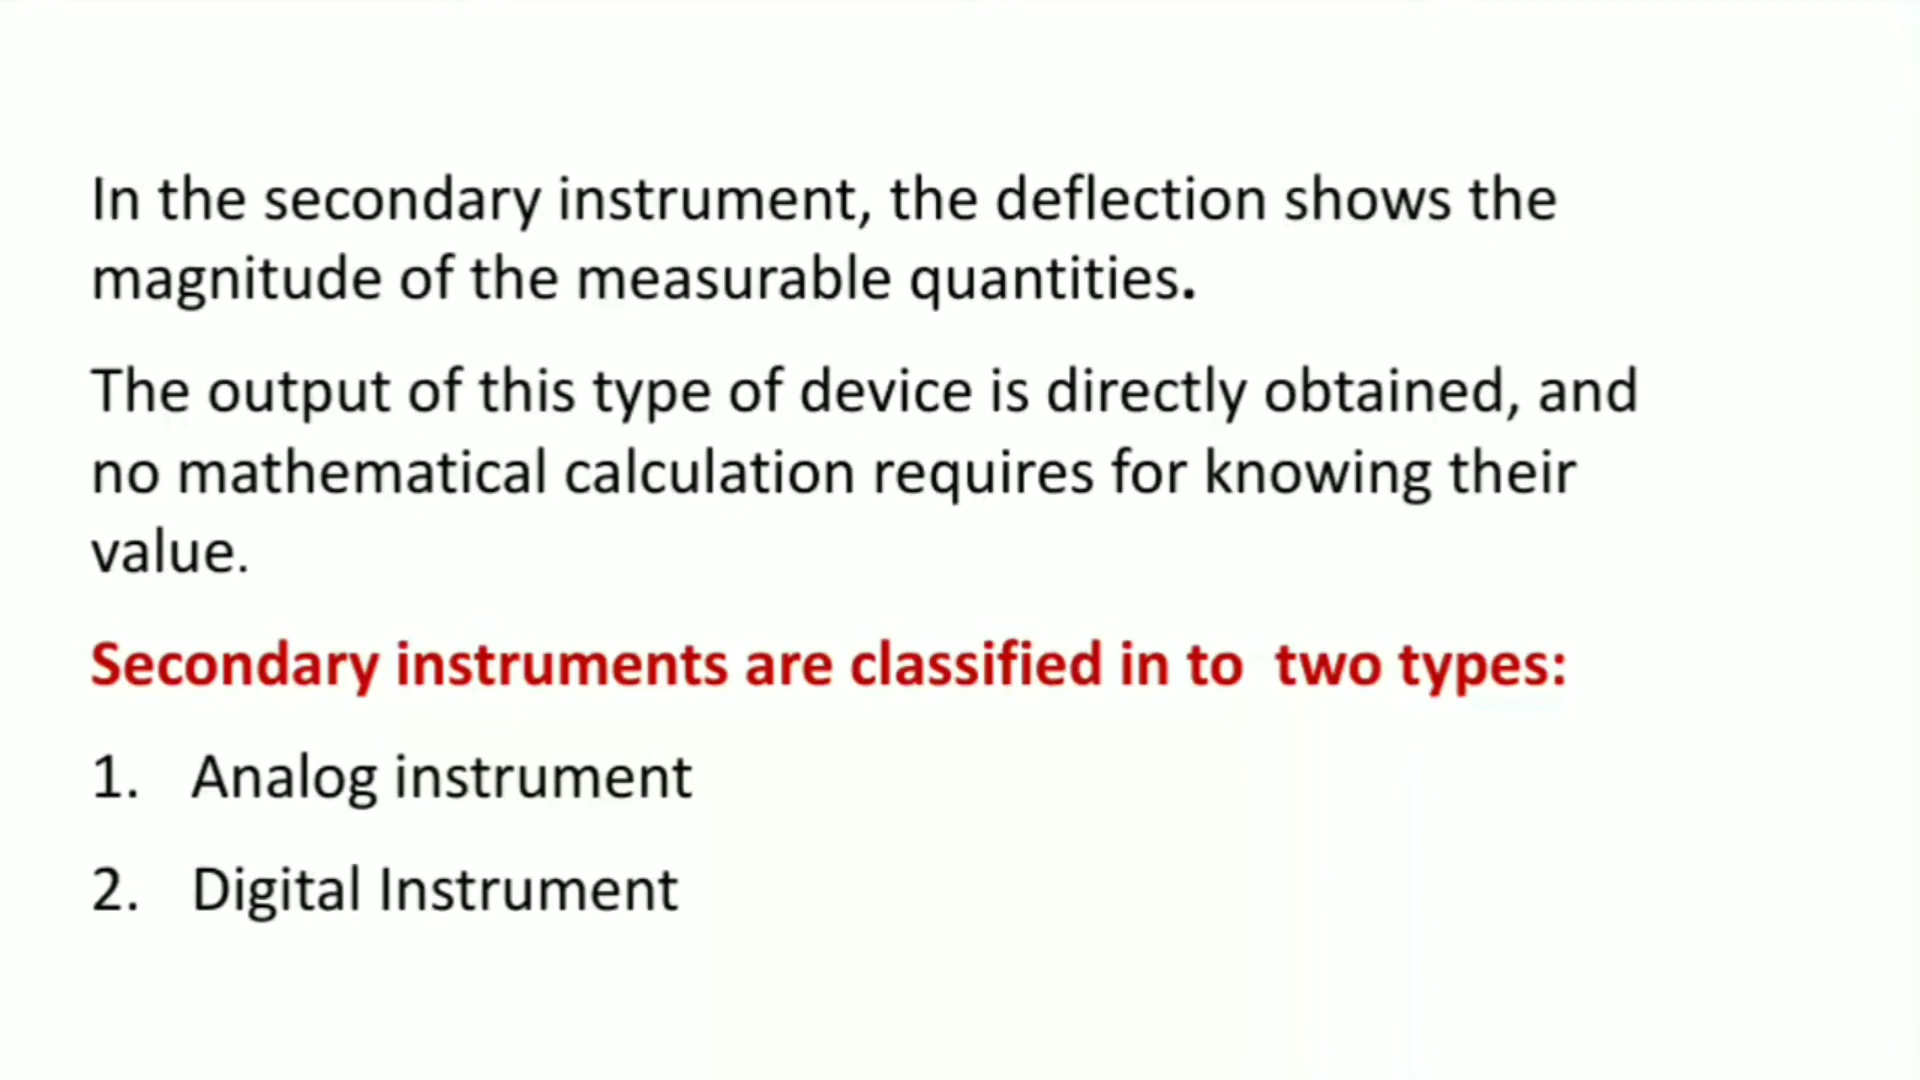 In the secondary instrument, the deflection shows the
magnitude of the measurable quantities.
The output of this type of device is directly obtained, and
no mathematical calculation requires for knowing their
value.
Secondary instruments are classified in to  two types:
1. Analog instrument
2. Digital Instrument